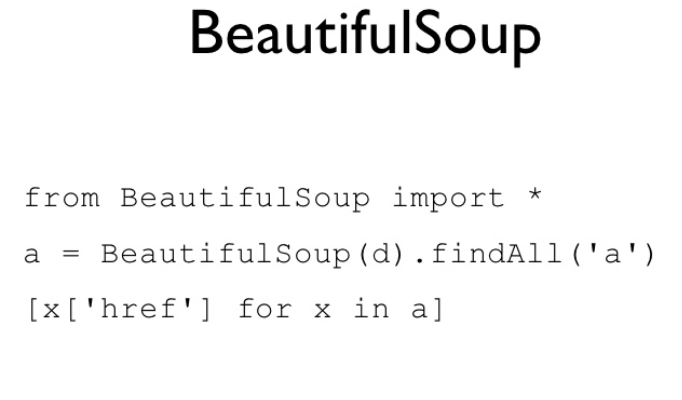 BeautifulSoup
from BeautifulSoup import *
a = BeautifulSoup(d).findAll('a')
[x['href'] for x in a]